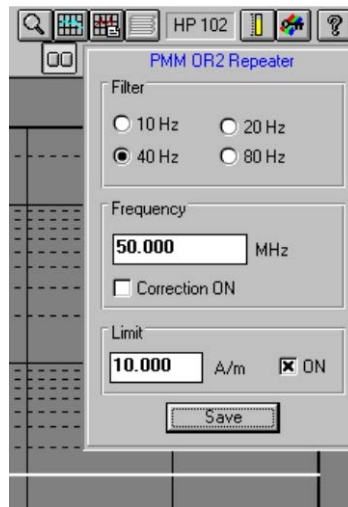 HP 102
PMM OR2 Repeater
Filter
10 Hz 20 Hz
40 Hz 80 Hz
Frequency
50.000 MHz
Correction ON
Limit
10.000 A/m ON
Save